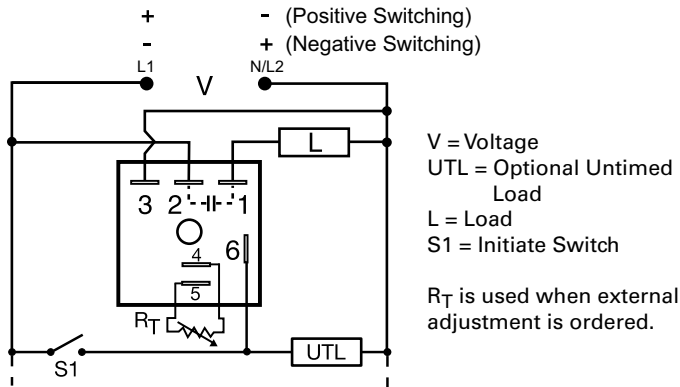 + - (Positive Switching)
- + (Negative Switching)
L1 N/L2
V
L
3 2 1
4 6
5
RT
S1 UTL
V = Voltage
UTL = Optional Untimed
Load
L = Load
S1 = Initiate Switch
RT is used when external
adjustment is ordered.